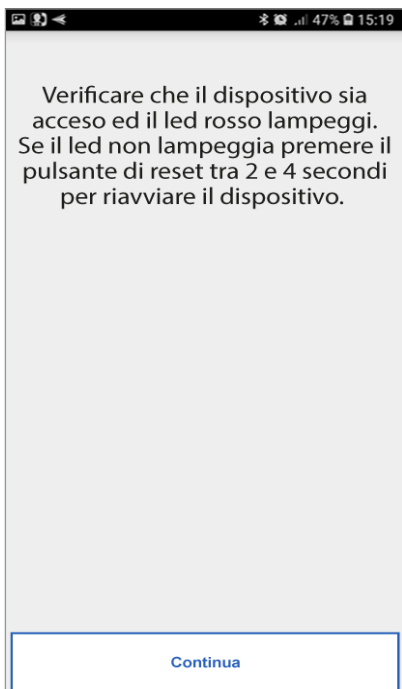 47% 15:19
Verificare che il dispositivo sia
acceso ed il led rosso lampeggi.
Se il led non lampeggia premere il
pulsante di reset tra 2 e 4 secondi
per riavviare il dispositivo.
Continua